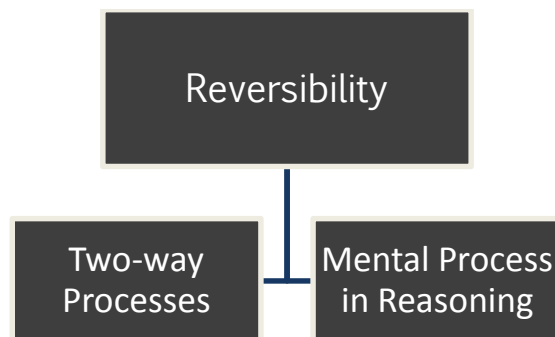 Reversibility
Two-way
Processes
Mental Process
in Reasoning